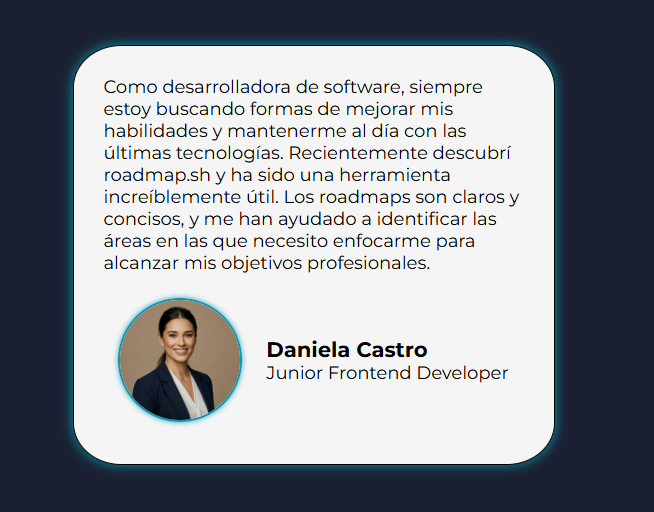 Como desarrolladora de software, siempre
estoy buscando formas de mejorar mis
habilidades y mantenerme al día con las
últimas tecnologías. Recientemente descubrí
roadmap.sh y ha sido una herramienta
increíblemente útil. Los roadmaps son claros y
concisos, y me han ayudado a identificar las
áreas en las que necesito enfocarme para
alcanzar mis objetivos profesionales.
Daniela Castro
Junior Frontend Developer